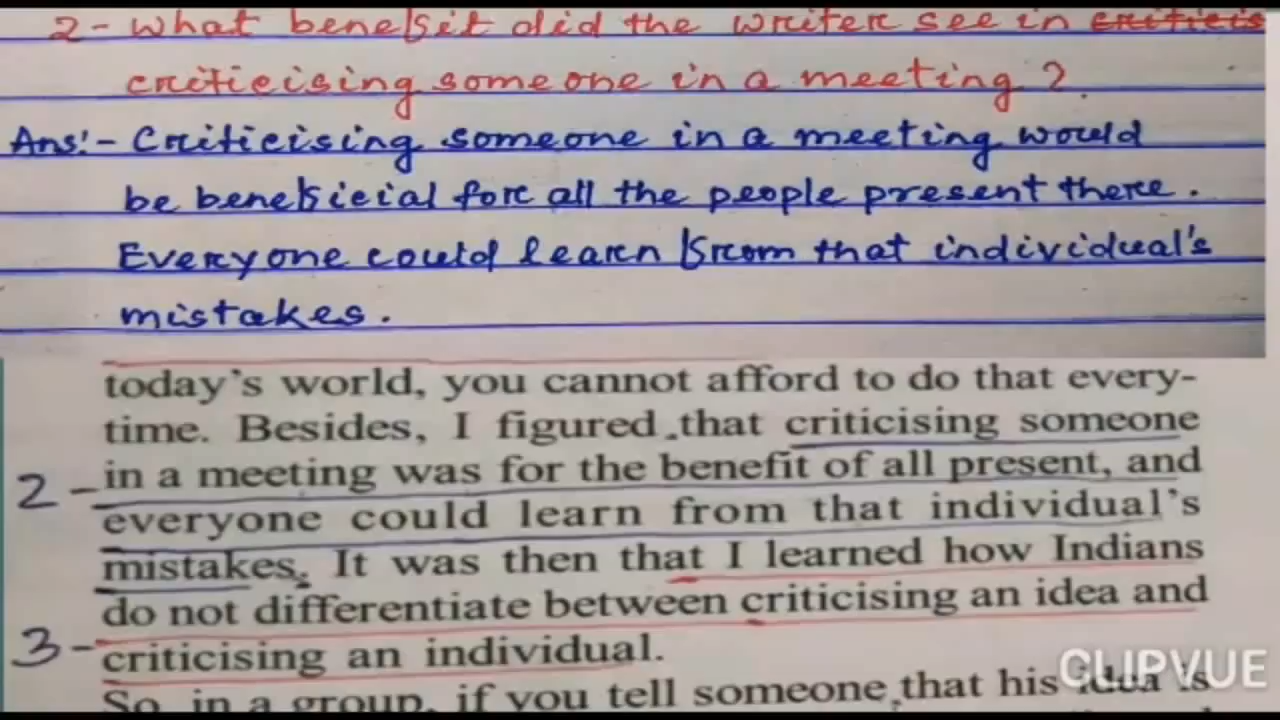 2- What benefit did the writer see in criticis
criticising someone in a meeting?
Ans:- Criticising someone in a meeting would
be beneficial for all the people present there.
Everyone could learn from that individual's
mistakes.
today's world, you cannot afford to do that every-
time. Besides, I figured that criticising someone
2- in a meeting was for the benefit of all present, and
everyone could learn from that individual's
mistakes. It was then that I learned how Indians
do not differentiate between criticising an idea and
3- criticising an individual.
So, in a group, if you tell someone that his idea is
CLIPVUE